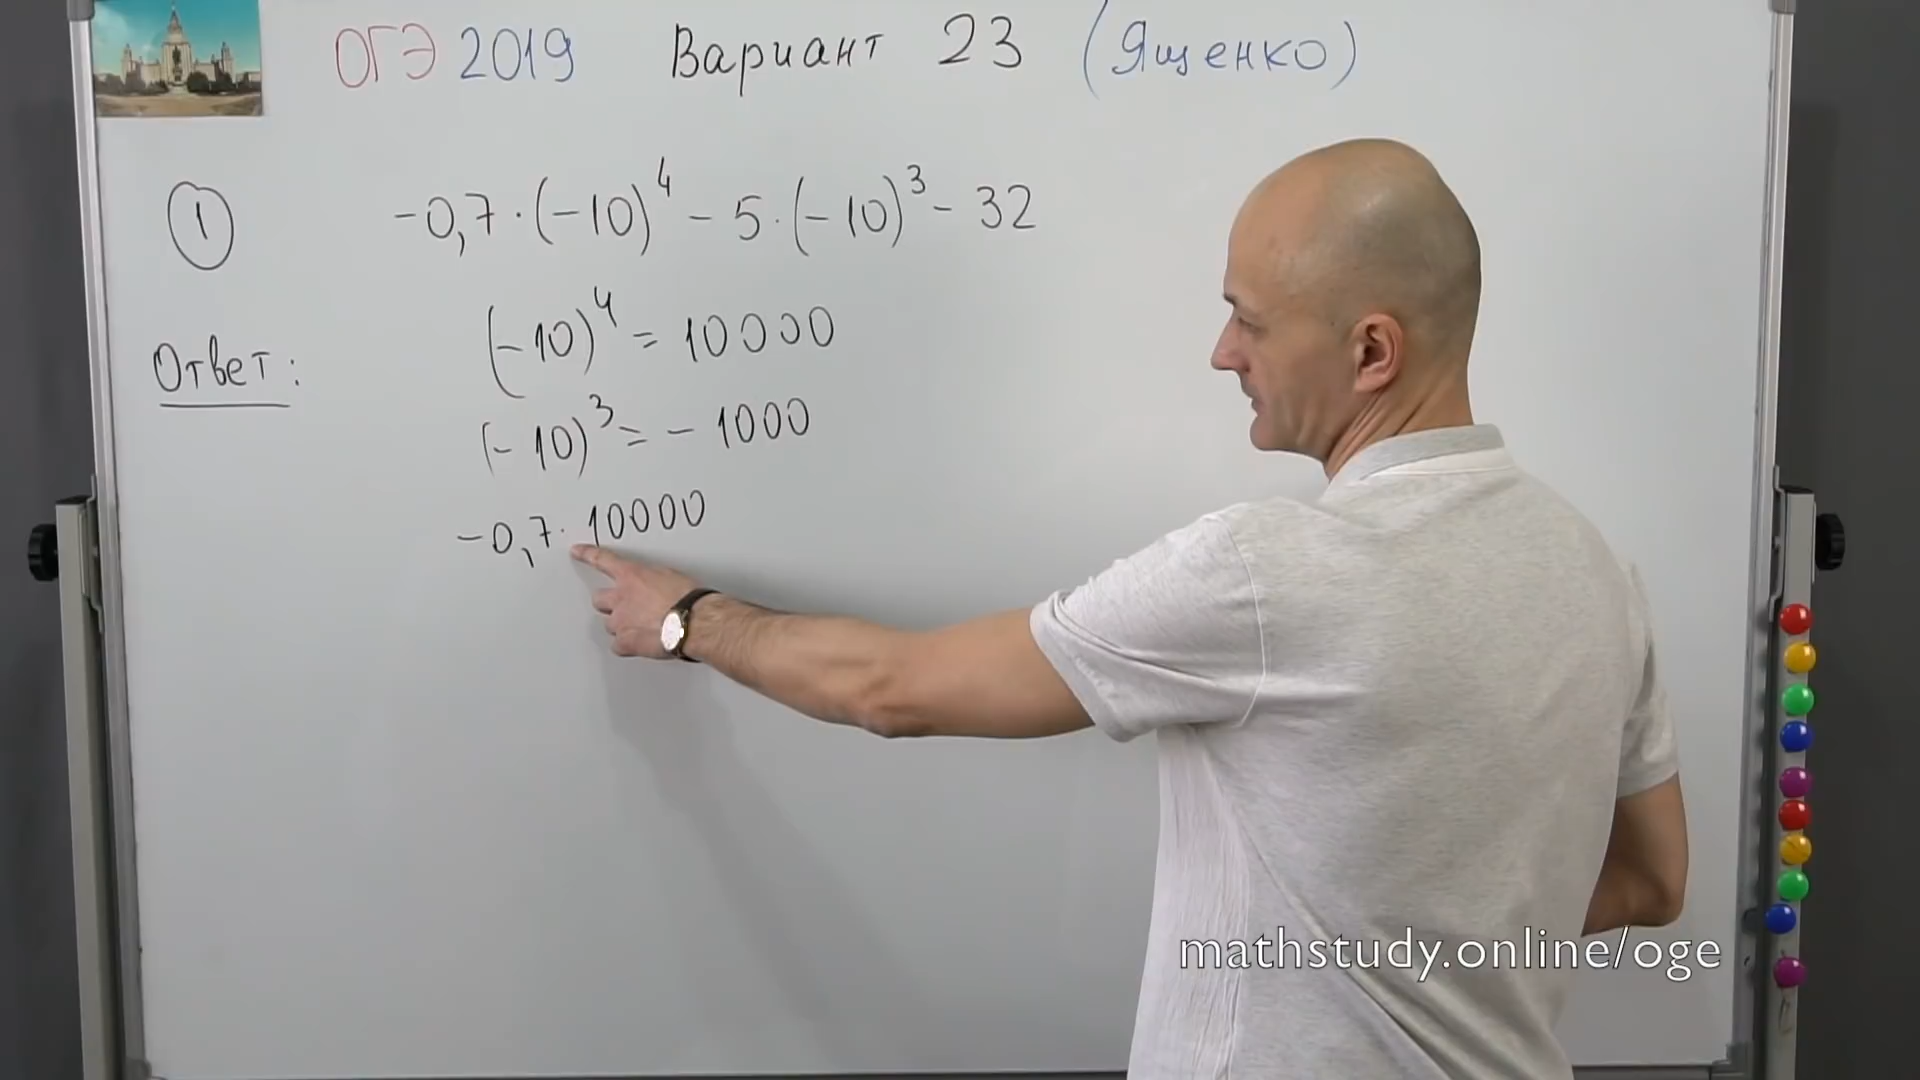 ОГЭ 2019 Вариант 23 (Ященко)
1
-0,7·(-10)⁴ - 5·(-10)³ - 32
(-10)⁴ = 10000
Ответ:
(-10)³ = - 1000
-0,7· 10000
mathstudy.online/oge